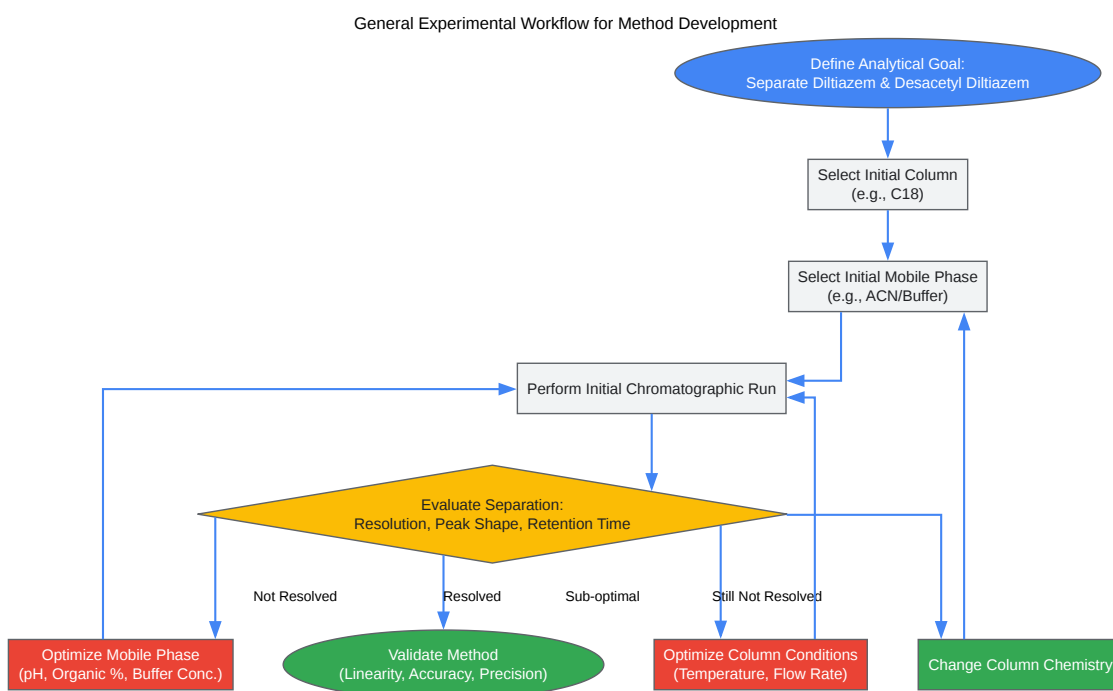 General Experimental Workflow for Method Development
Define Analytical Goal:
Separate Diltiazem & Desacetyl Diltiazem
Select Initial Column
(e.g., C18)
Select Initial Mobile Phase
(e.g., ACN/Buffer)
Perform Initial Chromatographic Run
Evaluate Separation:
Resolution, Peak Shape, Retention Time
Not Resolved
Resolved
Sub-optimal
Still Not Resolved
Optimize Mobile Phase
(pH, Organic %, Buffer Conc.)
Validate Method
(Linearity, Accuracy, Precision)
Optimize Column Conditions
(Temperature, Flow Rate)
Change Column Chemistry